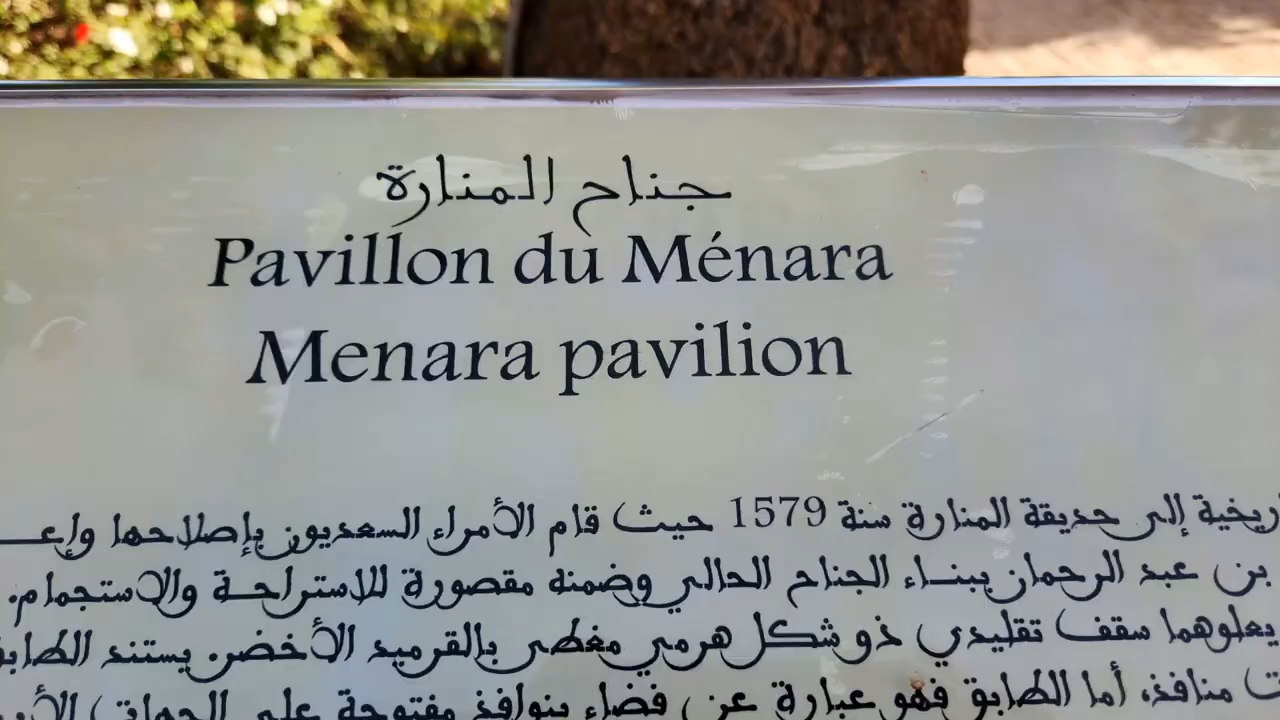 جناح المنارة
Pavillon du Ménara
Menara pavilion
إلى حديقة المنارة سنة 1579 حيث قام الأمراء السعديون بإصلاحها
بن عبد الرحمان ببناء الجناح الحالي وضمنه مقصورة للاستراحة والاستجمام.
يعلوهما سقف تقليدي ذو شكل هرمي مغطى بالقرميد الأخضر. يستند
منافذ، أما الطابق فهو عبارة عن فضاء بنوافذ مفتوحة على